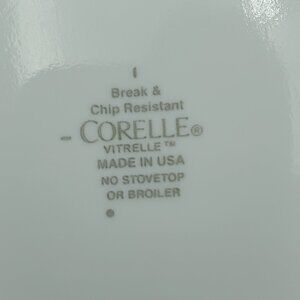 I
Break &
Chip Resistant
- CORELLE®
VITRELLE™
MADE IN USA
NO STOVETOP
OR BROILER